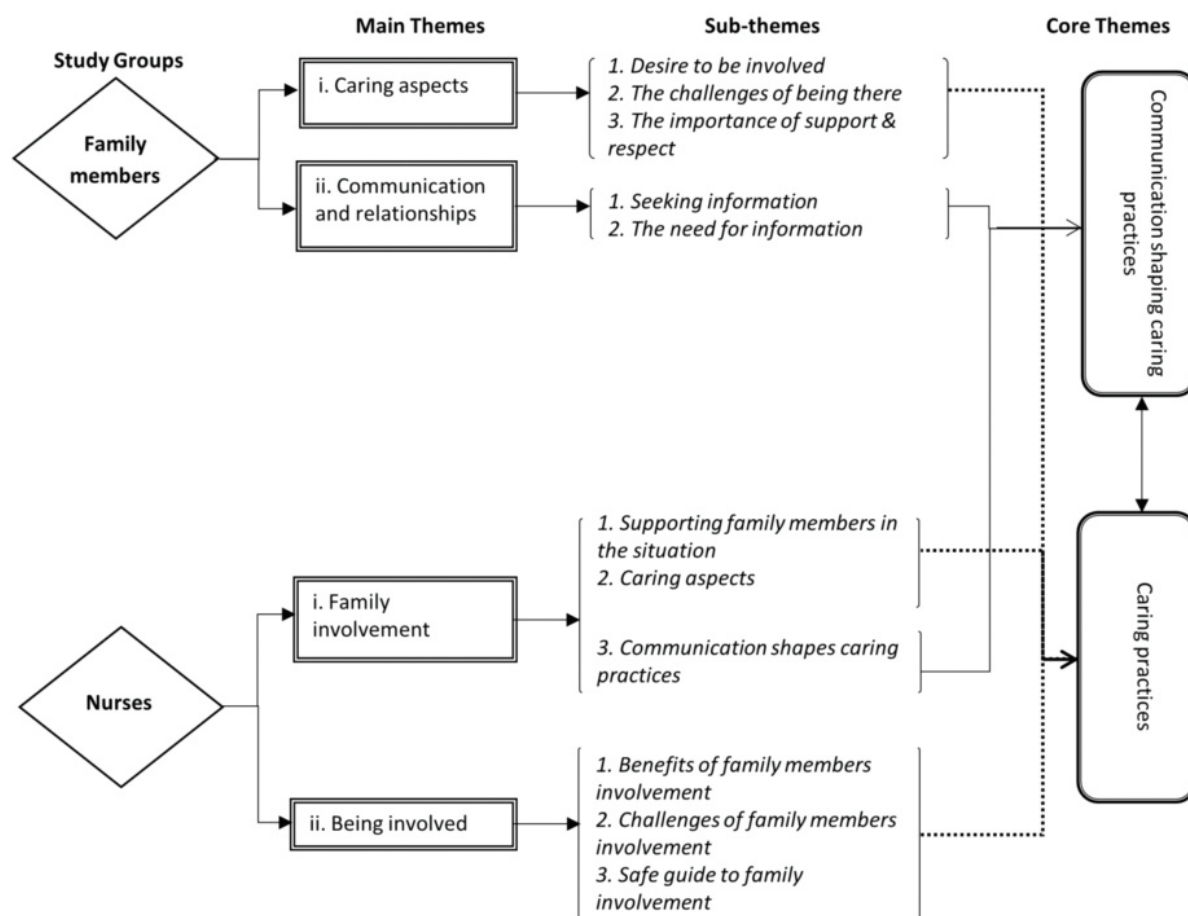 Main Themes
Sub-themes
Core Themes
Study Groups
Family
members
i. Caring aspects
1. Desire to be involved
2. The challenges of being there
3. The importance of support &
respect
ii. Communication
and relationships
1. Seeking information
2. The need for information
Communication shaping caring
practices
Nurses
i. Family
involvement
1. Supporting family members in
the situation
2. Caring aspects
3. Communication shapes caring
practices
ii. Being involved
1. Benefits of family members
involvement
2. Challenges of family members
involvement
3. Safe guide to family
involvement
Caring practices